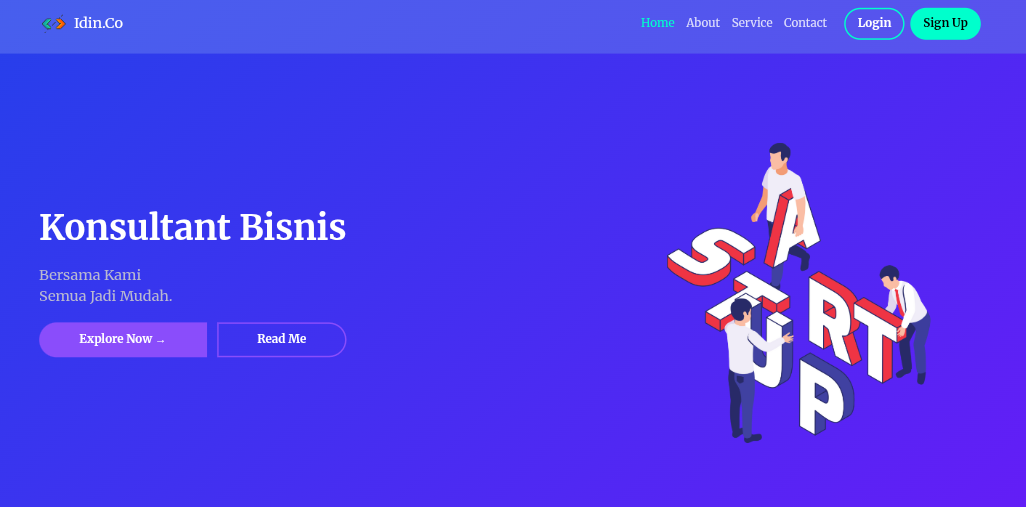 Idin.Co
Home About Service Contact Login Sign Up
Konsultant Bisnis
Bersama Kami
Semua Jadi Mudah.
Explore Now → Read Me
START
UP